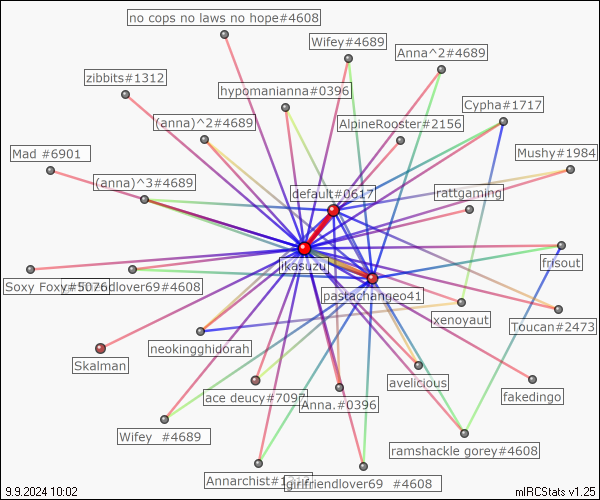 no cops no laws no hope#4608
Wifey#4689
Anna^2#4689
zibbits#1312
hypomanianna#0396
Cypha#1717
(anna)^2#4689
AlpineRooster#2156
Mad #6901
Mushy#1984
(anna)^3#4689
default#0617
rattgaming
ikasuzu
frisout
Soxy Foxy#5076
lover69#4608
pastachangeo41
xenoyaut
Toucan#2473
neokingghidorah
Skalman
avelicious
fakedingo
ace deucy#7097
Anna.#0396
Wifey #4689
ramshackle gorey#4608
Annarchist#1
girlfriendlover69 #4608
9.9.2024 10:02
mIRCStats v1.25